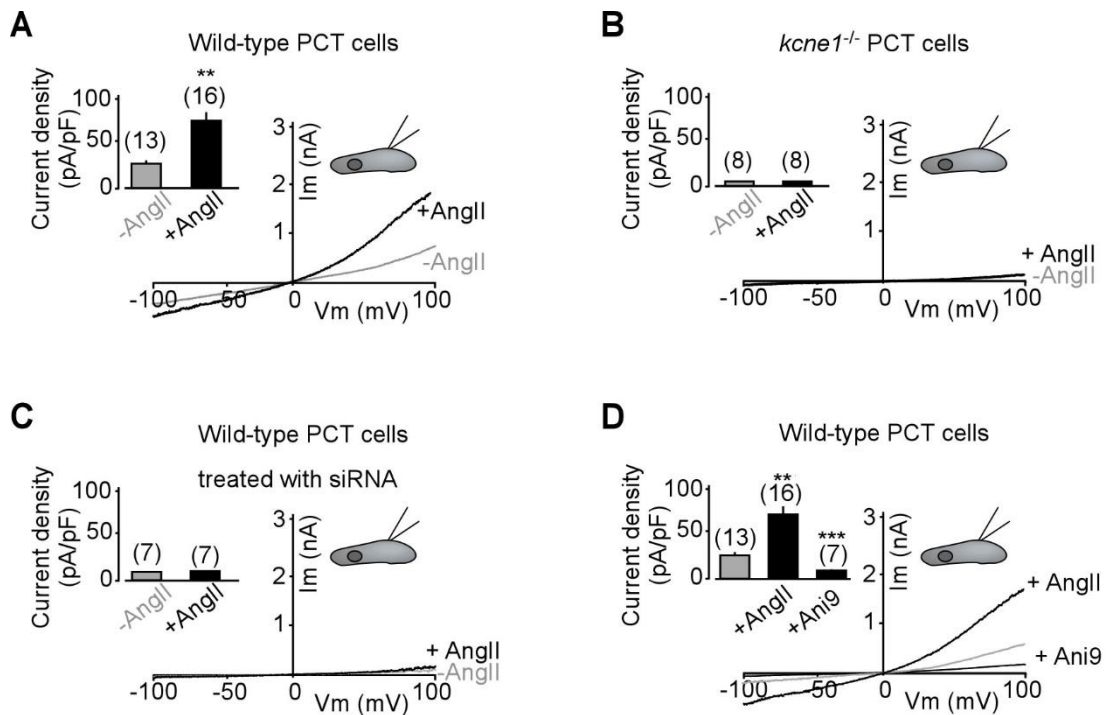 A
Wild-type PCT cells
Current density
(pA/pF)
100
50
0
(13)
**
(16)
-AngII
+AngII
Im (nA)
3
2
1
+AngII
-AngII
-100
50
0
100
Vm (mV)
B
kcne1-/- PCT cells
Current density
(pA/pF)
100
50
0
(8)
(8)
-AngII
+AngII
Im (nA)
3
2
1
+ AngII
-AngII
-100
-50
0
100
Vm (mV)
C
Wild-type PCT cells
treated with siRNA
Current density
(pA/pF)
100
50
0
(7)
(7)
-AngII
+AngII
Im (nA)
3
2
1
+ AngII
-AngII
-100
-50
0
100
Vm (mV)
D
Wild-type PCT cells
Current density
(pA/pF)
100
50
0
(13)
**
(16)
***
(7)
+AngII
+Ani9
Im (nA)
3
2
1
+ AngII
+ Ani9
-100
-50
0
100
Vm (mV)